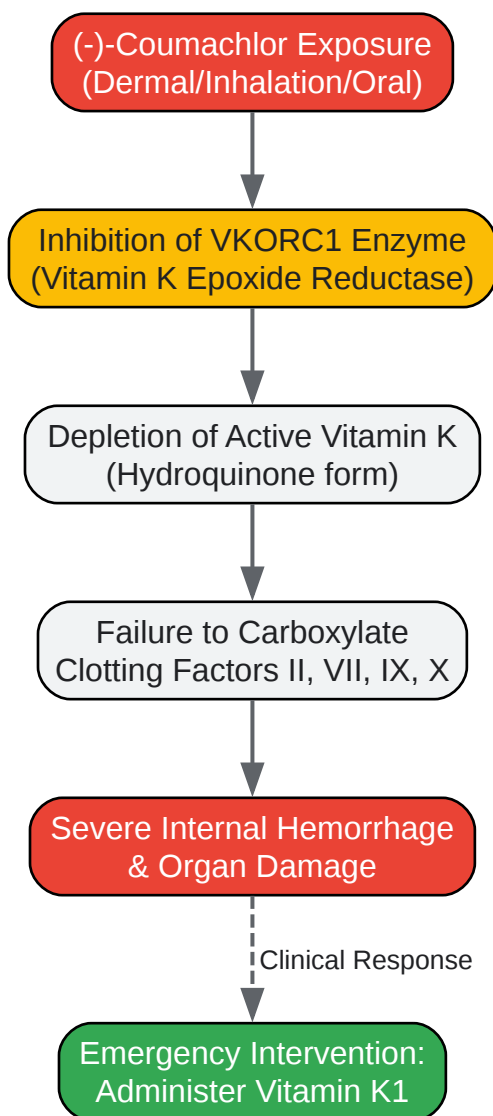 (-)-Coumachlor Exposure
(Dermal/Inhalation/Oral)
Inhibition of VKORC1 Enzyme
(Vitamin K Epoxide Reductase)
Depletion of Active Vitamin K
(Hydroquinone form)
Failure to Carboxylate
Clotting Factors II, VII, IX, X
Severe Internal Hemorrhage
& Organ Damage
Clinical Response
Emergency Intervention:
Administer Vitamin K1